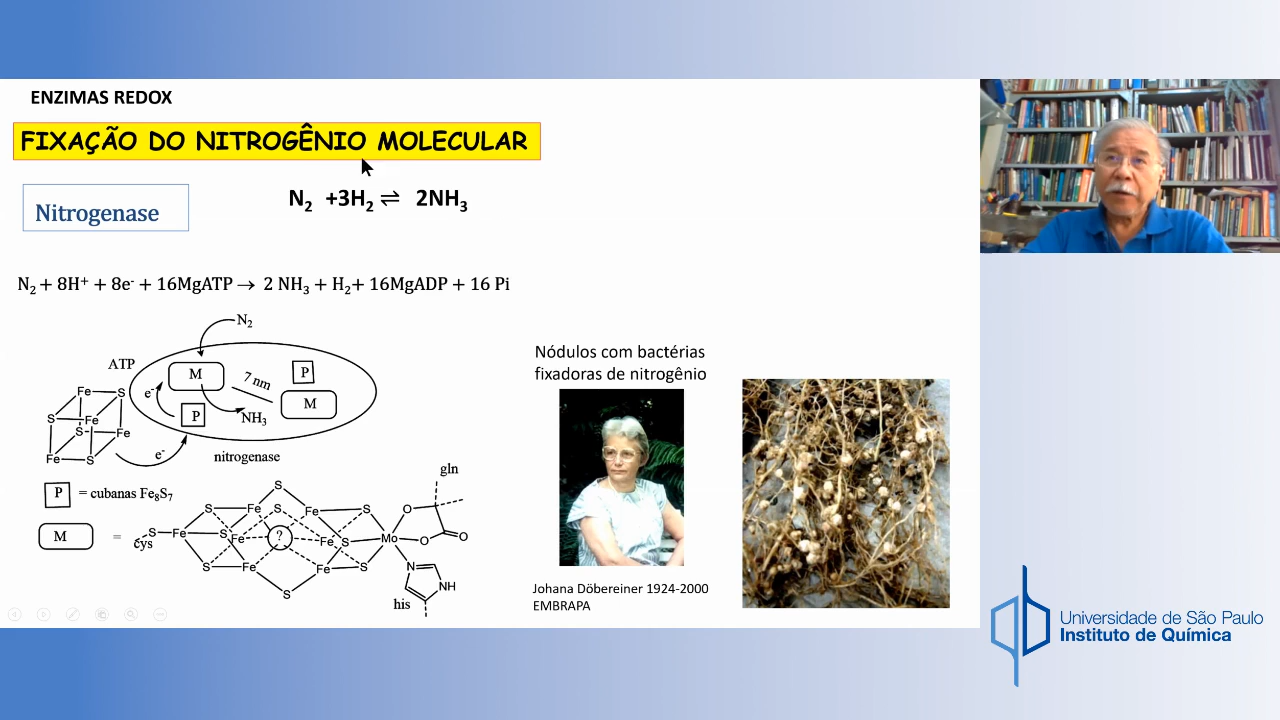 ENZIMAS REDOX
FIXAÇÃO DO NITROGÊNIO MOLECULAR
Nitrogenase
N₂ +3H₂ ⇌ 2NH₃
N₂ + 8H⁺ + 8e⁻ + 16MgATP → 2 NH₃ + H₂ + 16MgADP + 16 Pi
N₂
ATP
M
P
7 nm
M
e⁻
P
NH₃
Fe
S
S
Fe
S
Fe
Fe
S
e⁻
nitrogenase
P = cubanas Fe₈S₇
M =
cys
S
Fe
S
Fe
S
S
Fe
S
Fe
S
?
Fe
S
Mo
S
Fe
S
Fe
S
gln
O
O
O
N
NH
his
Nódulos com bactérias
fixadoras de nitrogênio
Johana Döbereiner 1924-2000
EMBRAPA
Universidade de São Paulo
Instituto de Química